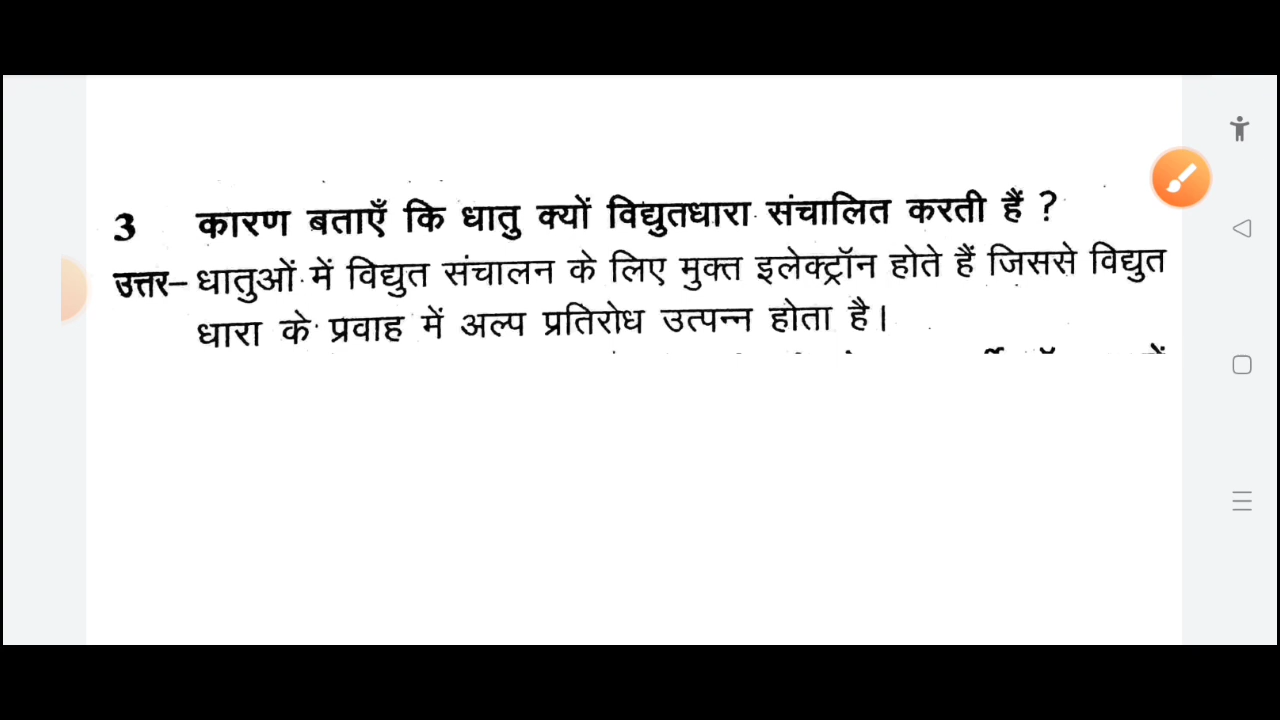 3 कारण बताएँ कि धातु क्यों विद्युतधारा संचालित करती हैं ?
उत्तर– धातुओं में विद्युत संचालन के लिए मुक्त इलेक्ट्रॉन होते हैं जिससे विद्युत
धारा के प्रवाह में अल्प प्रतिरोध उत्पन्न होता है।